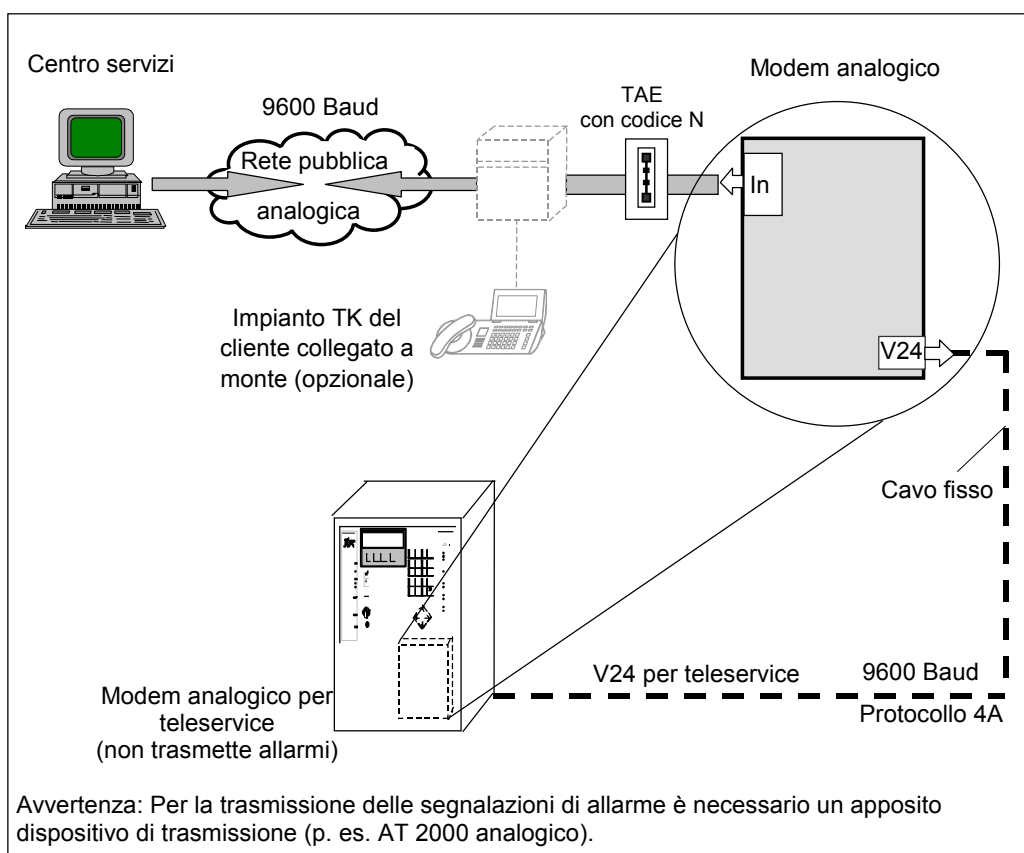 Centro servizi
9600 Baud
Rete pubblica
analogica
TAE
con codice N
Modem analogico
In
V24
Impianto TK del
cliente collegato a
monte (opzionale)
Cavo fisso
V24 per teleservice
9600 Baud
Protocollo 4A
Modem analogico per
teleservice
(non trasmette allarmi)
Avvertenza: Per la trasmissione delle segnalazioni di allarme è necessario un apposito
dispositivo di trasmissione (p. es. AT 2000 analogico).